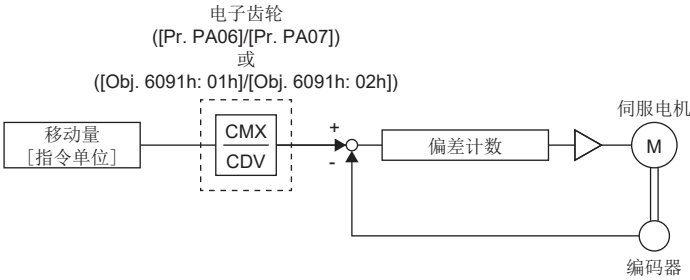 电子齿轮
([Pr. PA06]/[Pr. PA07])
或
([Obj. 6091h: 01h]/[Obj. 6091h: 02h])
伺服电机
移动量
[指令单位]
CMX
CDV
+
-
偏差计数
M
编码器